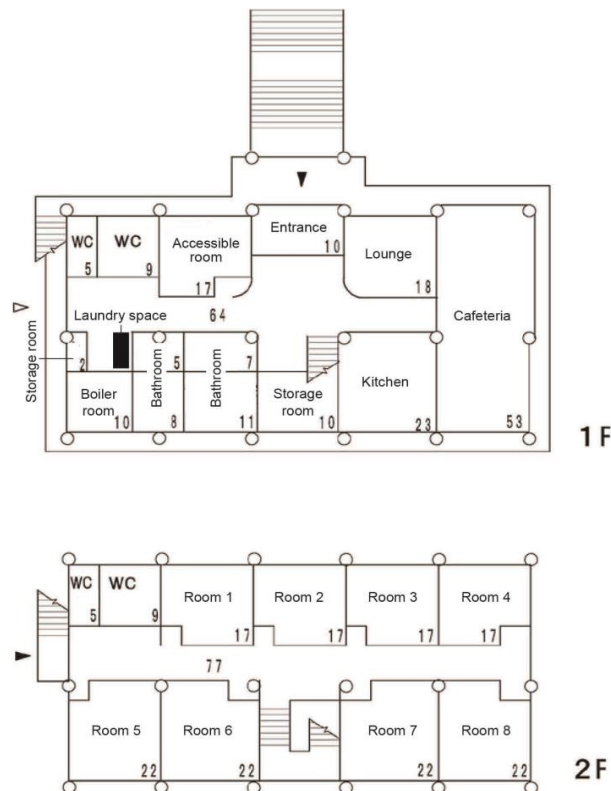 Entrance
10
WC
WC
Accessible
room
Lounge
5
9
17
18
64
Cafeteria
Laundry space
Storage room
2
5
7
Bathroom
Bathroom
Boiler
room
Storage
room
Kitchen
10
8
11
10
23
53
1F
WC
WC
Room 1
Room 2
Room 3
Room 4
5
9
17
17
17
17
77
Room 5
Room 6
Room 7
Room 8
22
22
22
22
2F